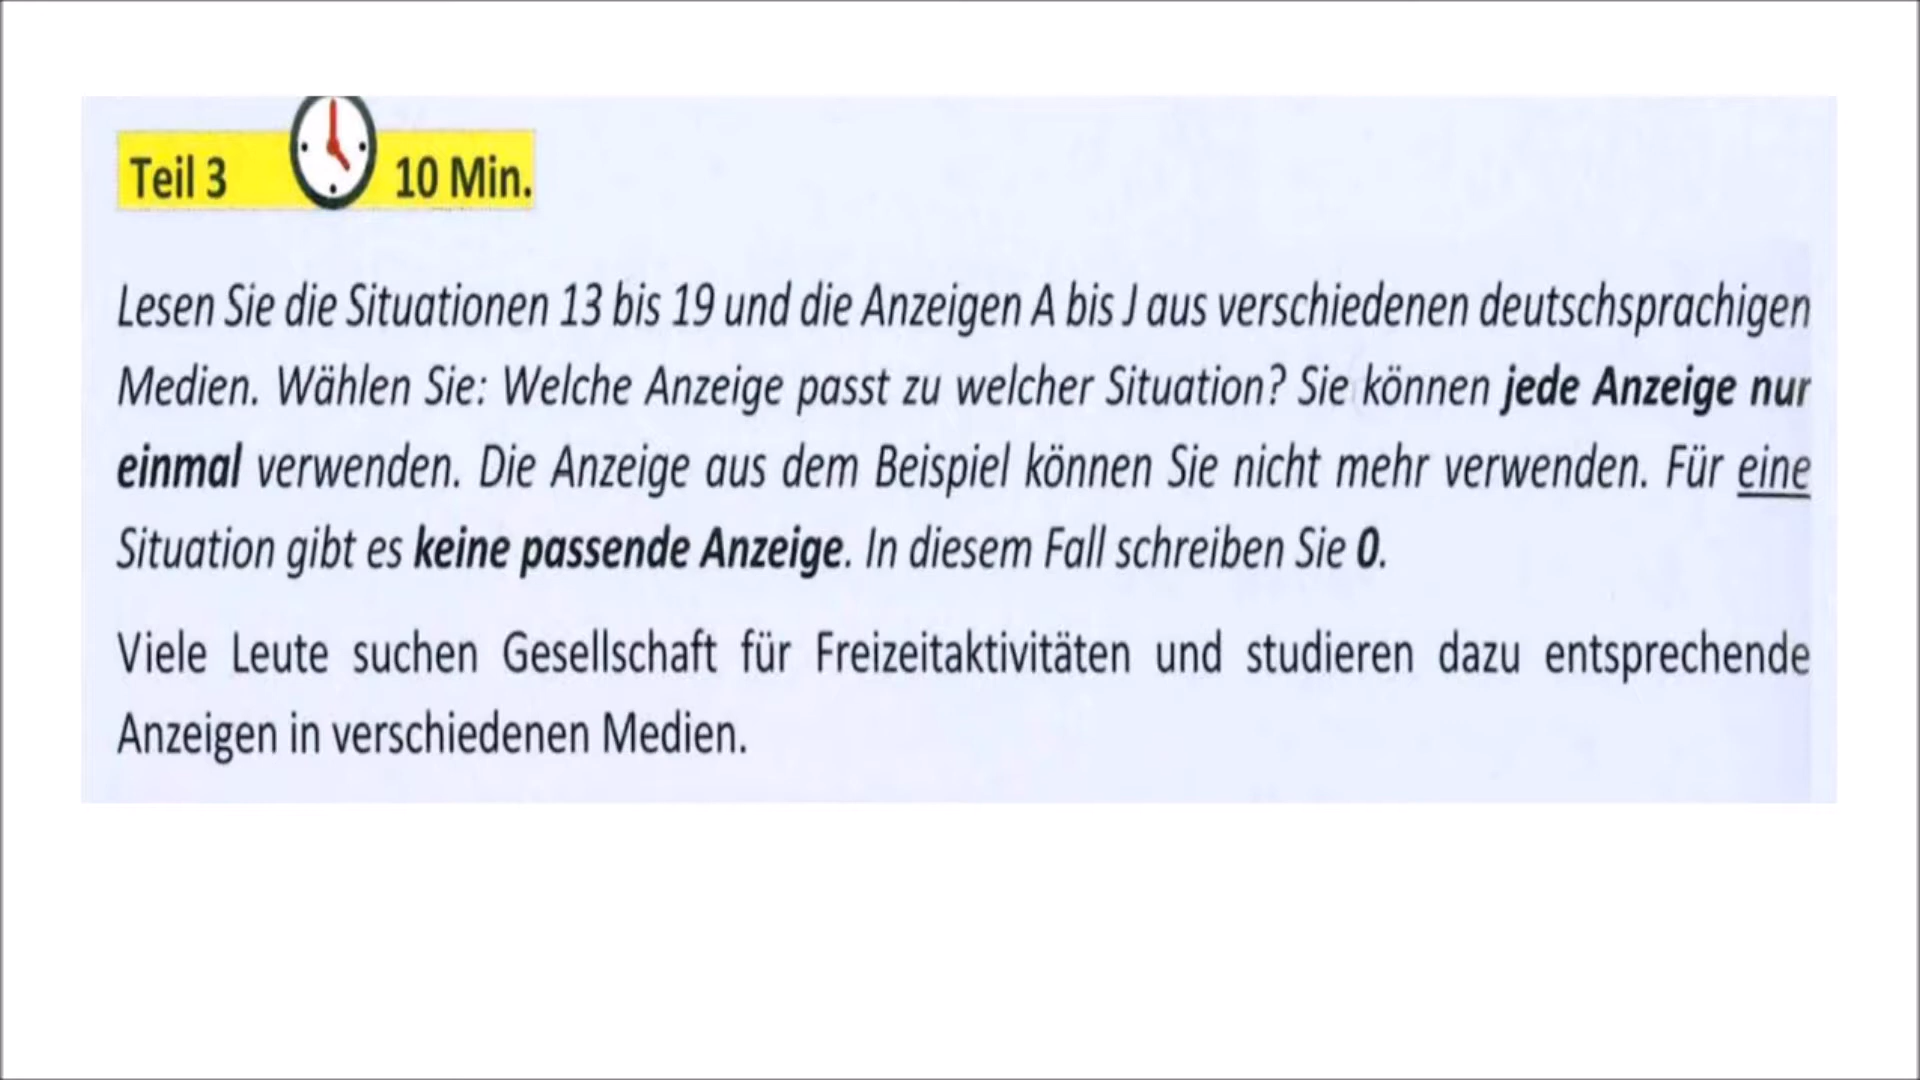 Teil 3 10 Min.
Lesen Sie die Situationen 13 bis 19 und die Anzeigen A bis J aus verschiedenen deutschsprachigen
Medien. Wählen Sie: Welche Anzeige passt zu welcher Situation? Sie können jede Anzeige nur
einmal verwenden. Die Anzeige aus dem Beispiel können Sie nicht mehr verwenden. Für eine
Situation gibt es keine passende Anzeige. In diesem Fall schreiben Sie 0.
Viele Leute suchen Gesellschaft für Freizeitaktivitäten und studieren dazu entsprechende
Anzeigen in verschiedenen Medien.